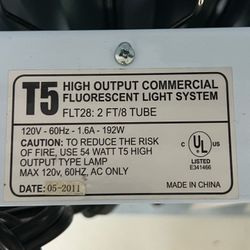 T5 HIGH OUTPUT COMMERCIAL
FLUORESCENT LIGHT SYSTEM
FLT28: 2 FT/8 TUBE
120V - 60Hz - 1.6A - 192W
CAUTION: TO REDUCE THE RISK
OF FIRE, USE 54 WATT T5 HIGH
OUTPUT TYPE LAMP
MAX 120v, 60HZ, AC ONLY
C UL US
LISTED
E341466
DATE: 05-2011
MADE IN CHINA